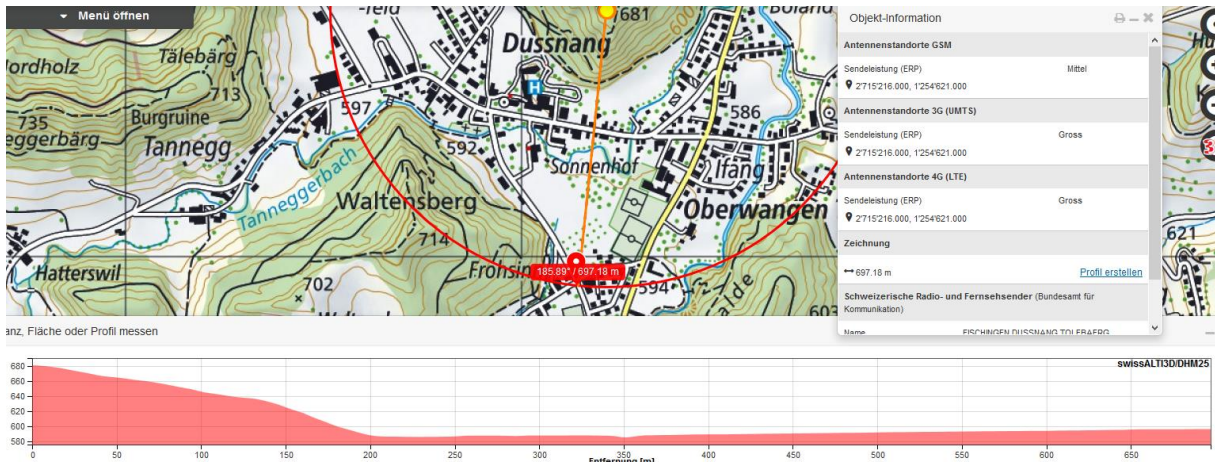 Menü öffnen
-feld
681
Dussnang
Boland
Nordholz
Tälebärg
713
H
597
586
735
Burgruine
Tannegg
592
Sonnenhof
Ifang
Tanneggerbach
Waltensberg
Oberwangen
714
621
Hatterswil
702
185.89° / 697.18 m
594
603
Objekt-Information
Antennenstandorte GSM
Sendeleistung (ERP) Mittel
2'715'216.000, 1'254'621.000
Antennenstandorte 3G (UMTS)
Sendeleistung (ERP) Gross
2'715'216.000, 1'254'621.000
Antennenstandorte 4G (LTE)
Sendeleistung (ERP) Gross
2'715'216.000, 1'254'621.000
Zeichnung
697.18 m Profil erstellen
Schweizerische Radio- und Fernsehsender (Bundesamt für
Kommunikation)
Name FISCHINGEN DUSSNANG TOLEBAERG
anz, Fläche oder Profil messen
swissALTI3D/DHM25
680
660
640
620
600
580
0 50 100 150 200 250 300 350 400 450 500 550 600 650
Entfernung [m]